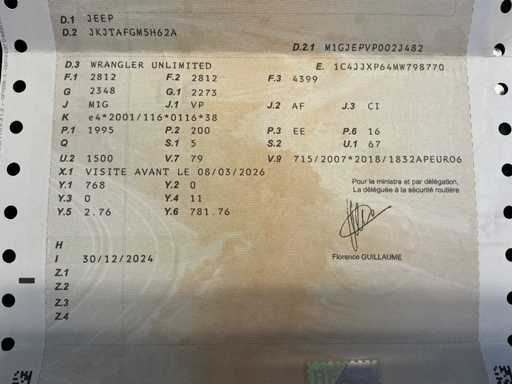 D.1 JEEP
D.2 JKJTAFGM5H62A
D.2.1 M1GJEPVP002J482
D.3 WRANGLER UNLIMITED E. 1C4JJXP64MW798770
F.1 2812 F.2 2812 F.3 4399
G 2348 G.1 2273
J M1G J.1 VP J.2 AF J.3 CI
K e4*2001/116*0116*38
P.1 1995 P.2 200 P.3 EE P.6 16
Q S.1 5 S.2 U.1 67
U.2 1500 V.7 79 V.9 715/2007*2018/1832APEURO6
X.1 VISITE AVANT LE 08/03/2026
Y.1 768 Y.2 0
Y.3 0 Y.4 11
Y.5 2.76 Y.6 781.76
Pour le ministre et par délégation,
La déléguée à la sécurité routière
Florence GUILLAUME
H
I 30/12/2024
Z.1
Z.2
Z.3
Z.4